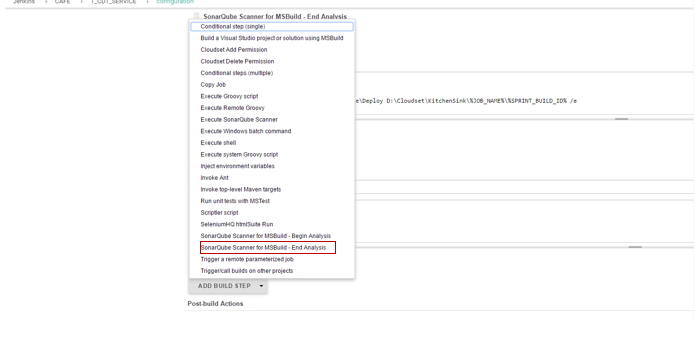 Jenkins › CAFE › T_CDT_SERVICE › configuration
SonarQube Scanner for MSBuild - End Analysis
Conditional step (single)
Build a Visual Studio project or solution using MSBuild
Cloudset Add Permission
Cloudset Delete Permission
Conditional steps (multiple)
Copy Job
Execute Groovy script
e\Deploy D:\Cloudset\KitchenSink\%JOB_NAME%\%SPRINT_BUILD_ID% /e
Execute Remote Groovy
Execute SonarQube Scanner
Execute Windows batch command
Execute shell
Execute system Groovy script
Inject environment variables
Invoke Ant
Invoke top-level Maven targets
Run unit tests with MSTest
Scriptler script
SeleniumHQ htmlSuite Run
SonarQube Scanner for MSBuild - Begin Analysis
SonarQube Scanner for MSBuild - End Analysis
Trigger a remote parameterized job
Trigger/call builds on other projects
ADD BUILD STEP
Post-build Actions